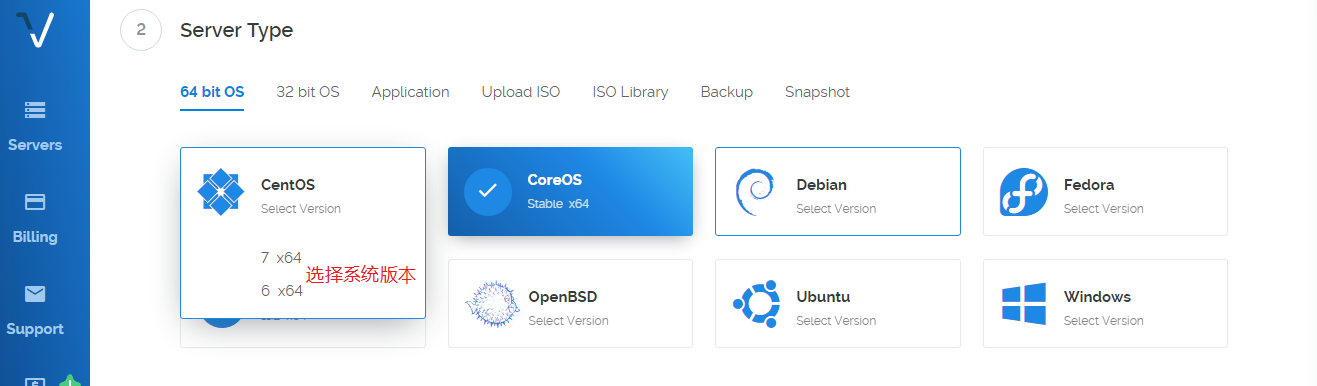 2
Server Type
64 bit OS
32 bit OS
Application
Upload ISO
ISO Library
Backup
Snapshot
Servers
Billing
Support
CentOS
Select Version
7 x64
选择系统版本
6 x64
CoreOS
Stable x64
Debian
Select Version
Fedora
Select Version
OpenBSD
Select Version
Ubuntu
Select Version
Windows
Select Version